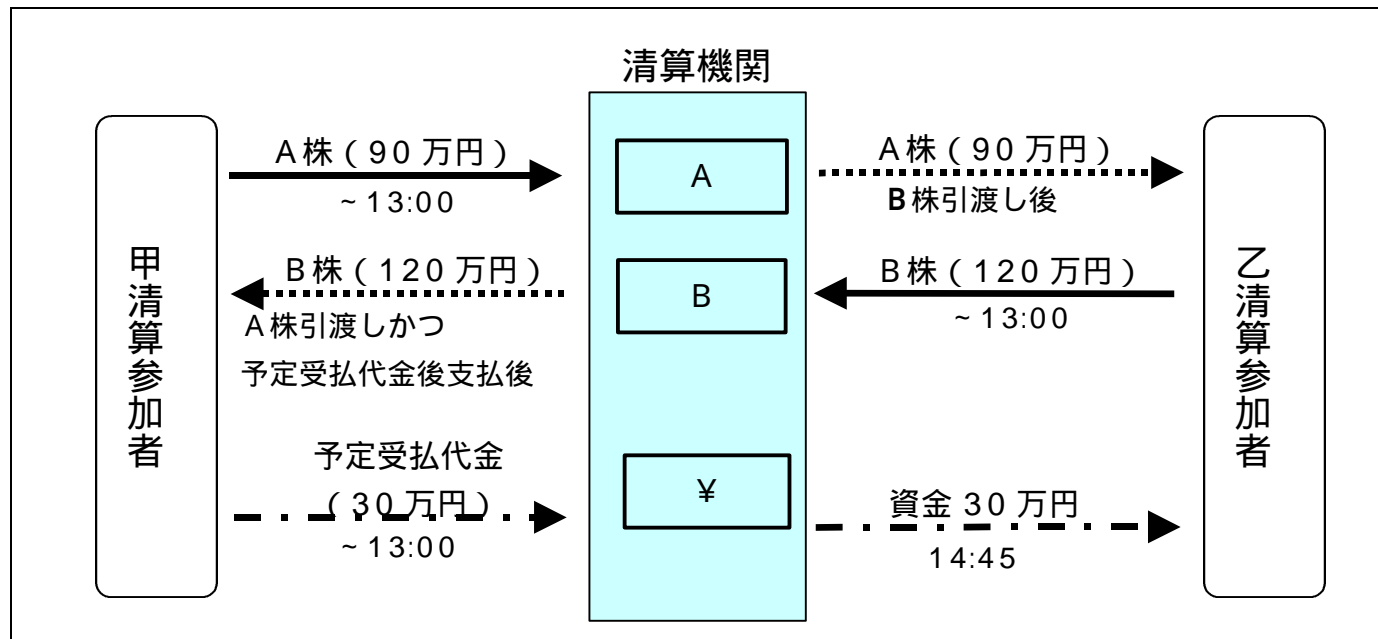 清算機関
甲清算参加者
A株(90万円)
~13:00
A
A株(90万円)
B株引渡し後
B株(120万円)
A株引渡しかつ
予定受払代金後支払後
B
B株(120万円)
~13:00
予定受払代金
(30万円)
~13:00
¥
資金30万円
14:45
乙清算参加者